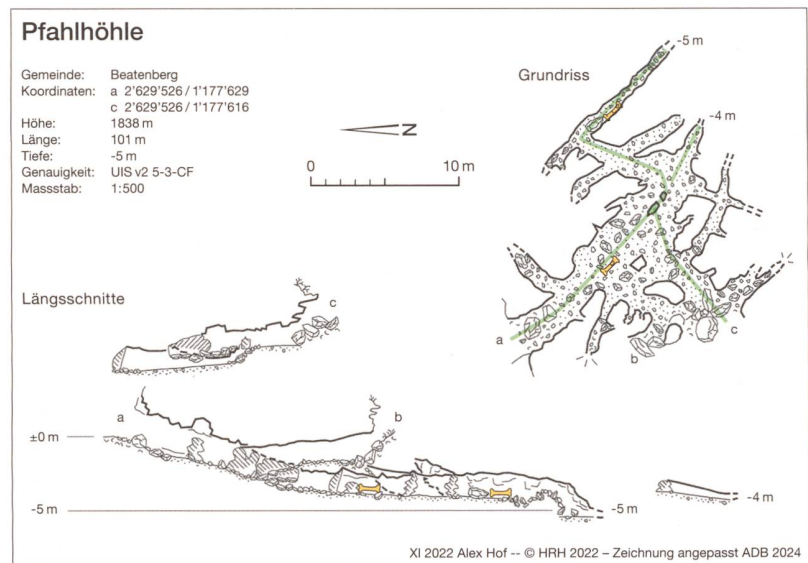 Pfahlhöhle
Gemeinde: Beatenberg
Koordinaten: a 2'629'526 / 1'177'629
c 2'629'526 / 1'177'616
Höhe: 1838 m
Länge: 101 m
Tiefe: -5 m
Genauigkeit: UIS v2 5-3-CF
Massstab: 1:500
N
0 10 m
Grundriss
-5 m
-4 m
a
b
c
Längsschnitte
c
a
b
±0 m
-5 m
-5 m
-4 m
XI 2022 Alex Hof -- © HRH 2022 – Zeichnung angepasst ADB 2024